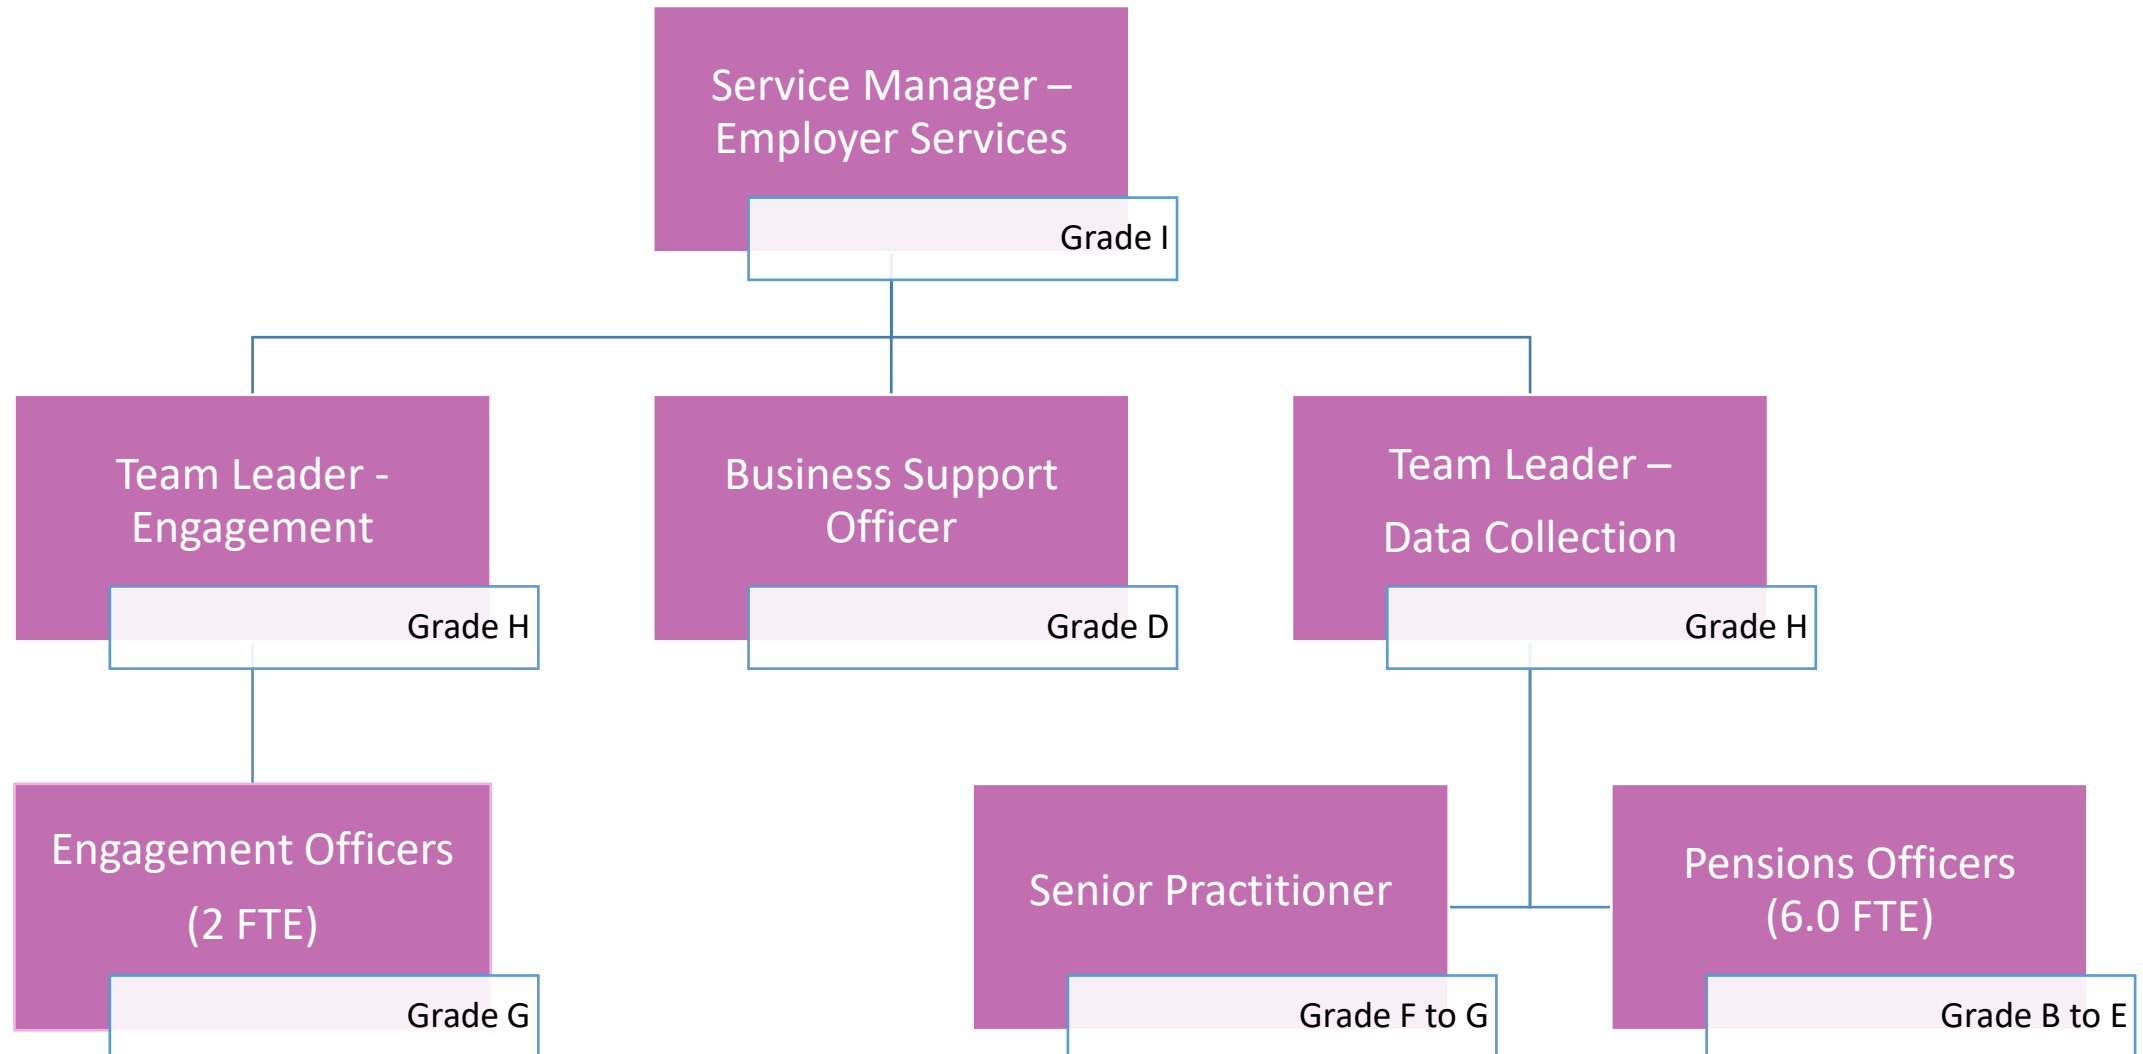 Service Manager –
Employer Services
Grade I
Team Leader -
Engagement
Grade H
Business Support
Officer
Grade D
Team Leader –
Data Collection
Grade H
Engagement Officers
(2 FTE)
Grade G
Senior Practitioner
Grade F to G
Pensions Officers
(6.0 FTE)
Grade B to E